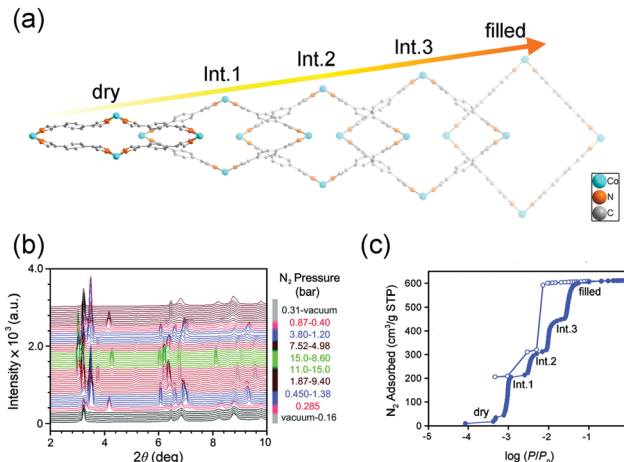 (a)
filled
Int.3
Int.2
Int.1
dry
Co
N
C
(b)
4.0
2.0
0
Intensity × 10³ (a.u.)
2 4 6 8 10
2θ (deg)
N₂ Pressure
(bar)
0.31-vacuum
0.87-0.40
3.80-1.20
7.52-4.98
15.0-8.60
11.0-15.0
1.87-9.40
0.450-1.38
0.285
vacuum-0.16
(c)
N₂ Adsorbed (cm³/g STP)
600
500
400
300
200
100
0
filled
Int.3
Int.2
Int.1
dry
-5 -4 -3 -2 -1
log (P/P₀)